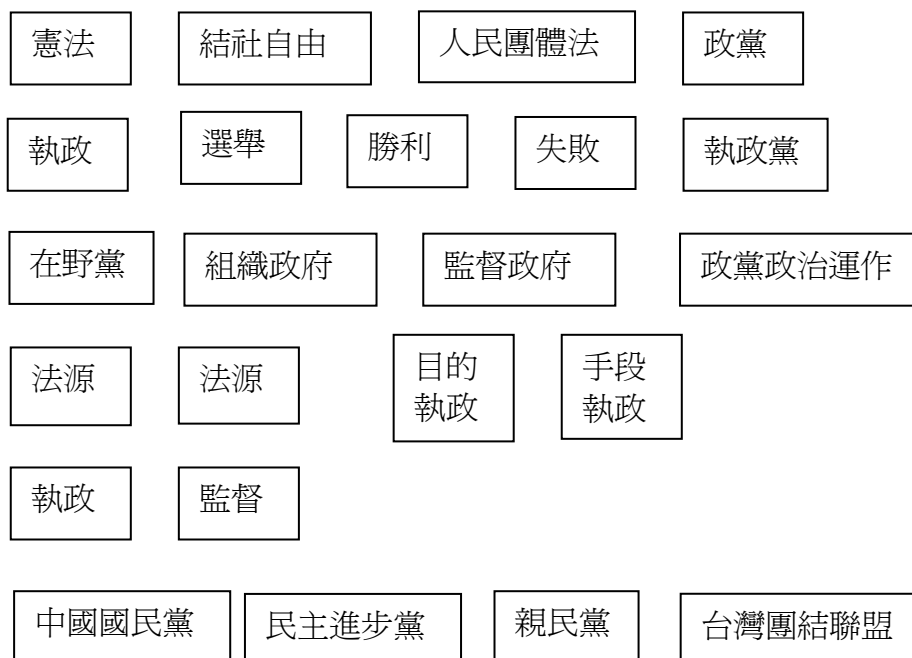 憲法 結社自由 人民團體法 政黨
執政 選舉 勝利 失敗 執政黨
在野黨 組織政府 監督政府 政黨政治運作
法源 法源 目的 手段
執政 執政
執政 監督
中國國民黨 民主進步黨 親民黨 台灣團結聯盟